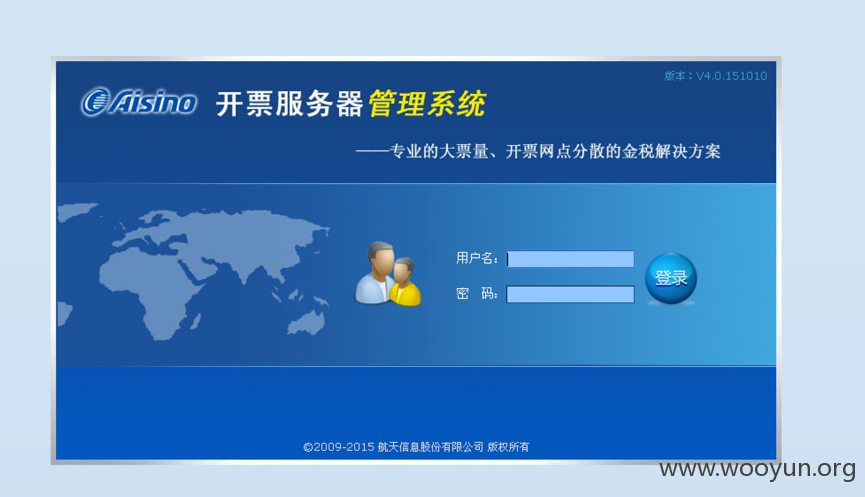 版本：V4.0.151010
Aisino 开票服务器管理系统
——专业的大票量、开票网点分散的金税解决方案
用户名：
密 码：
登录
©2009-2015 航天信息股份有限公司 版权所有
www.wooyun.org